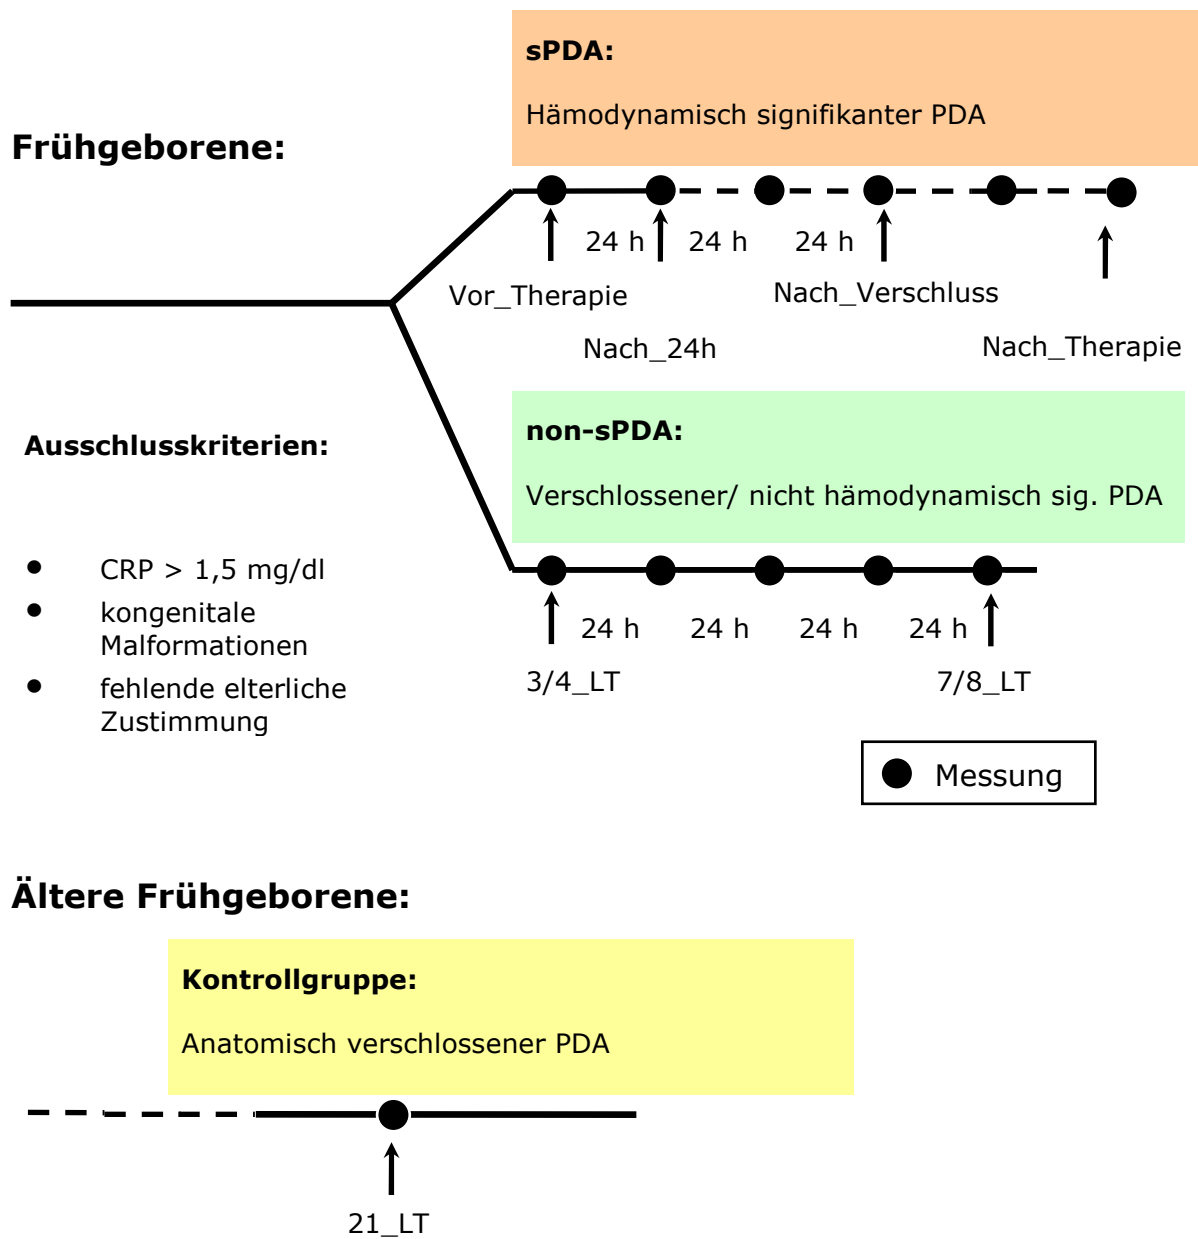 sPDA:
Hämodynamisch signifikanter PDA
Frühgeborene:
24 h 24 h 24 h
Vor_Therapie Nach_Verschluss
Nach_24h Nach_Therapie
non-sPDA:
Verschlossener/ nicht hämodynamisch sig. PDA
Ausschlusskriterien:
● CRP > 1,5 mg/dl
● kongenitale
Malformationen
● fehlende elterliche
Zustimmung
24 h 24 h 24 h 24 h
3/4_LT 7/8_LT
Messung
Ältere Frühgeborene:
Kontrollgruppe:
Anatomisch verschlossener PDA
21_LT